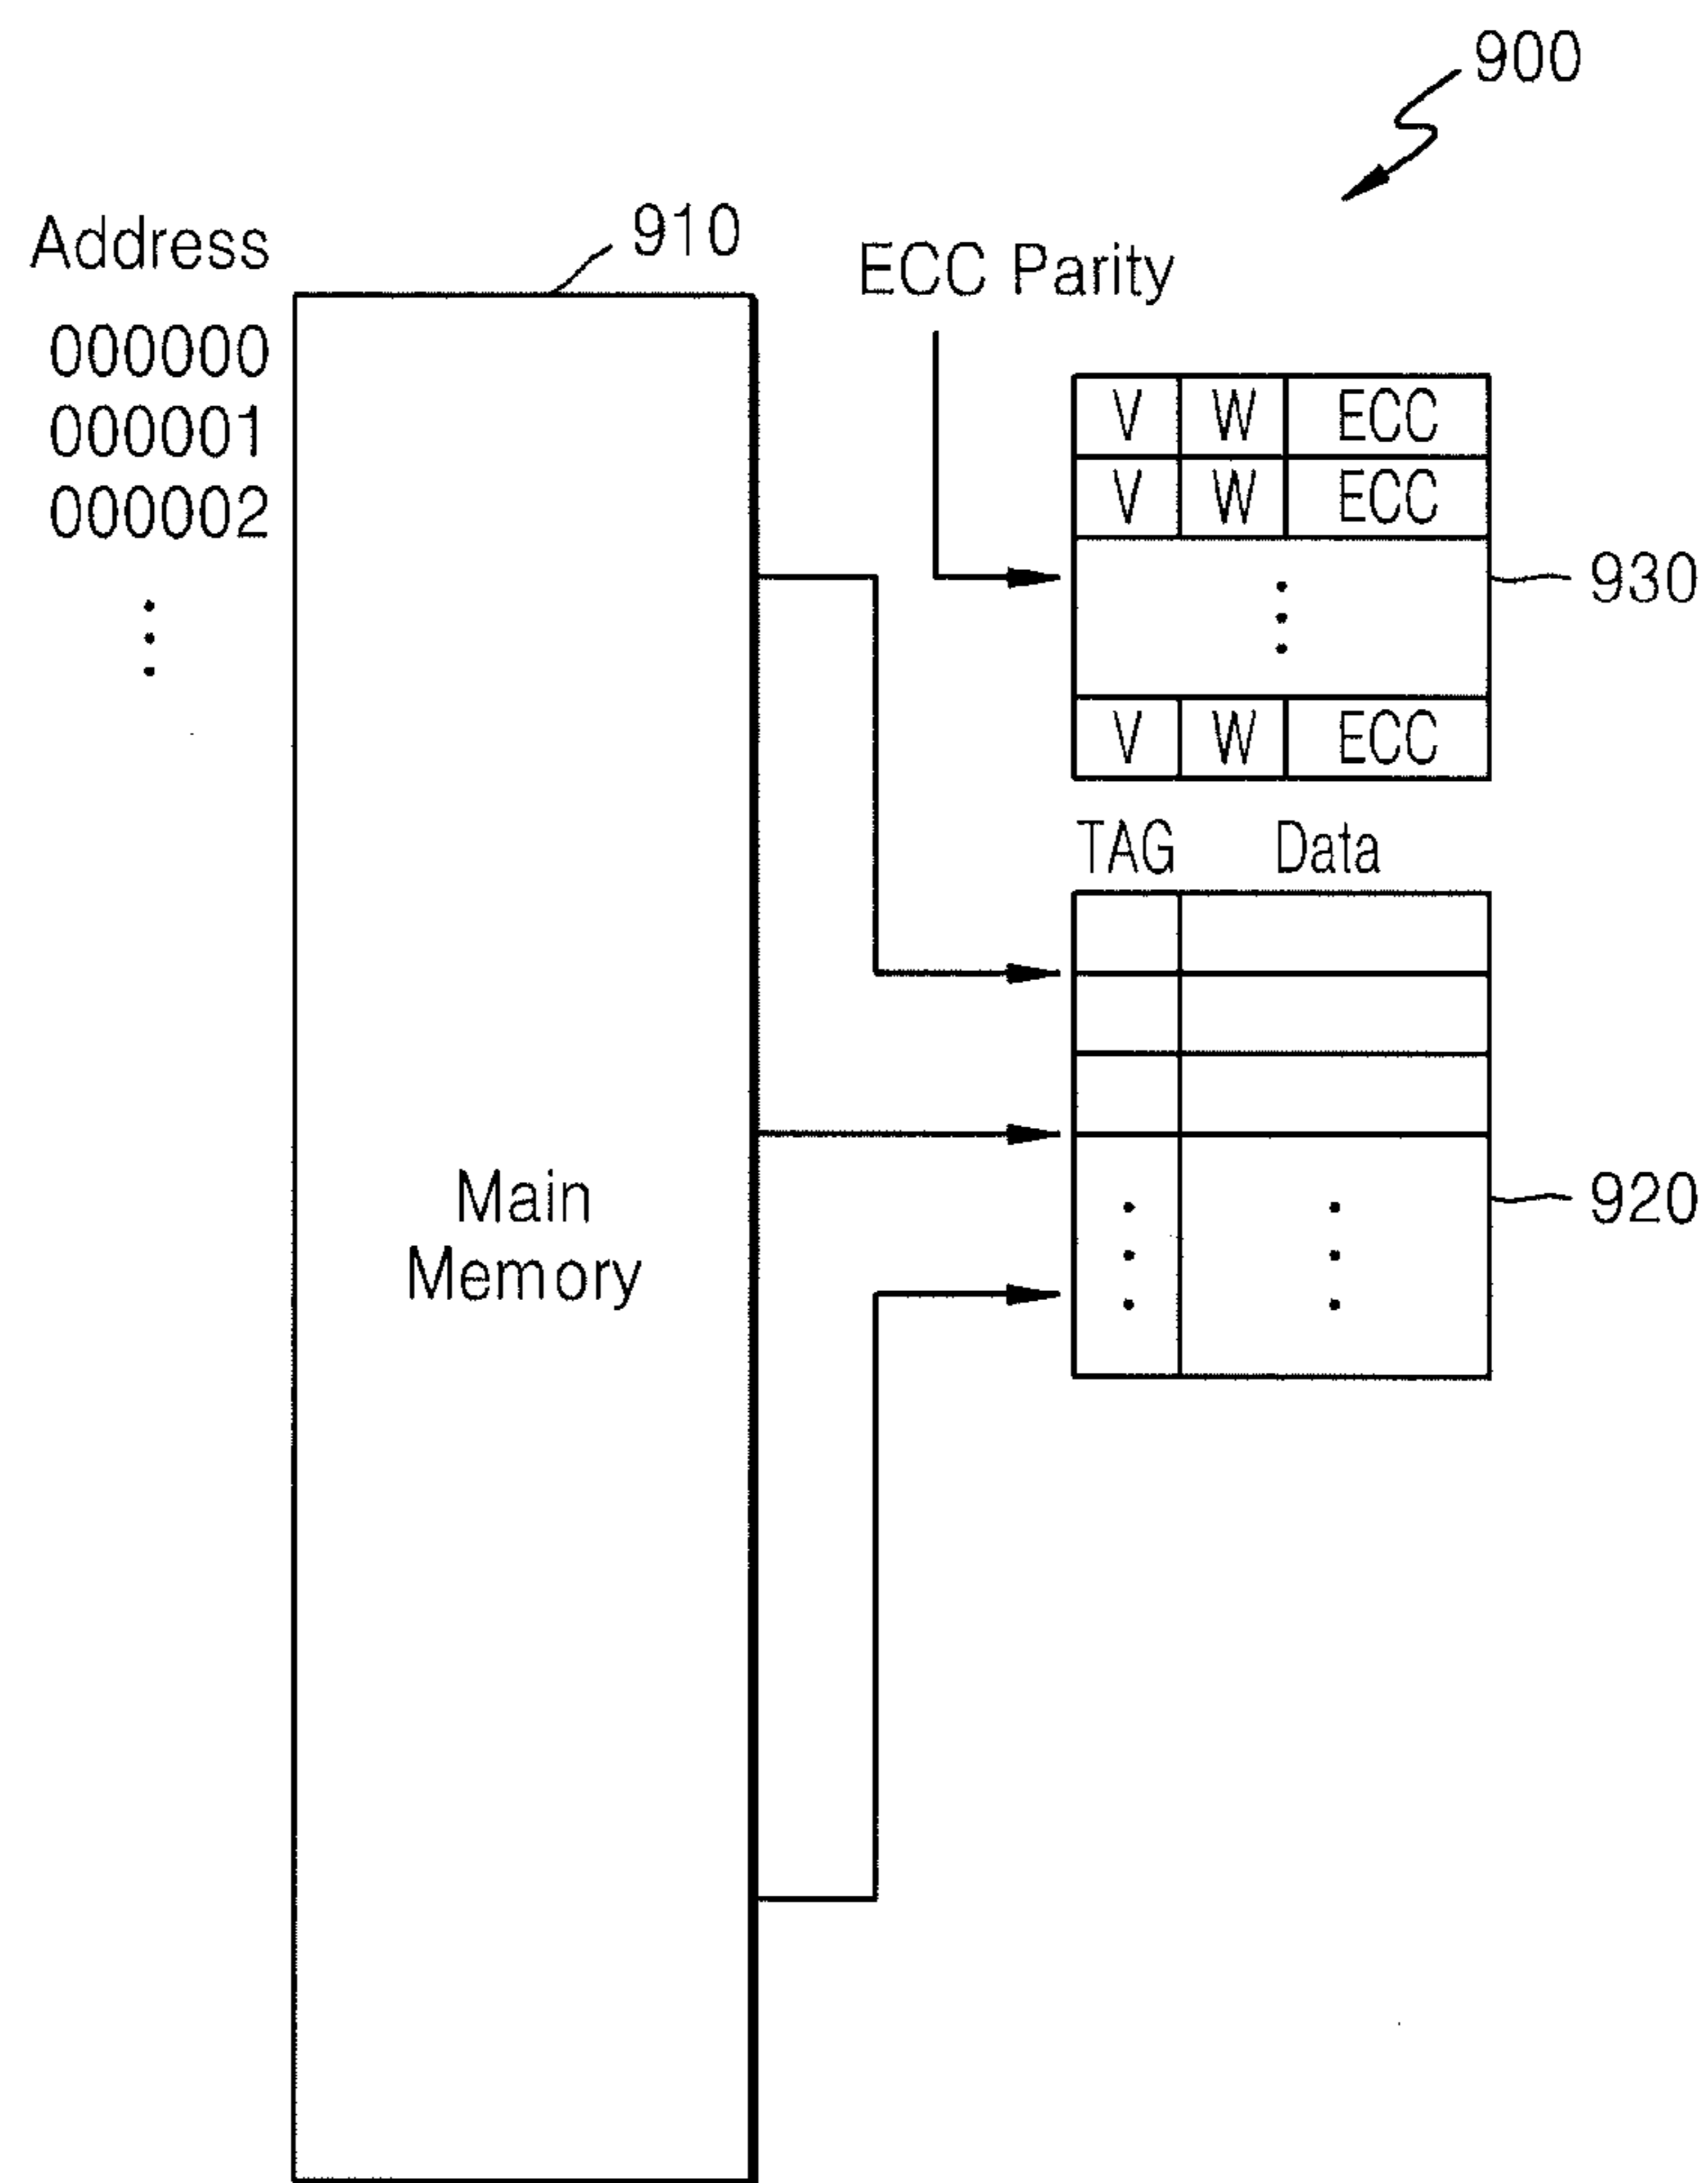 900
Address
910
ECC Parity
000000
000001
000002
V W ECC
V W ECC
930
V W ECC
TAG Data
920
Main
Memory